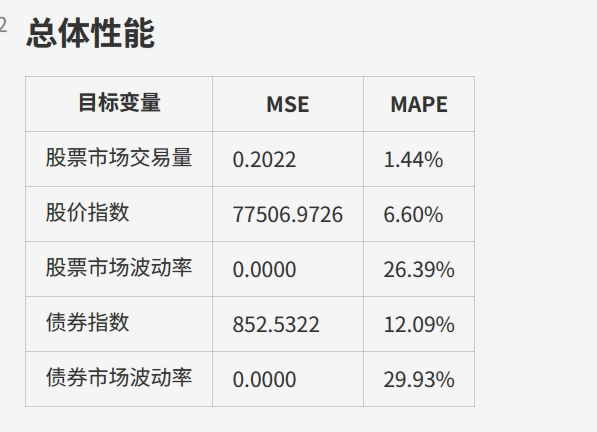 2 总体性能
目标变量 MSE MAPE
股票市场交易量 0.2022 1.44%
股价指数 77506.9726 6.60%
股票市场波动率 0.0000 26.39%
债券指数 852.5322 12.09%
债券市场波动率 0.0000 29.93%